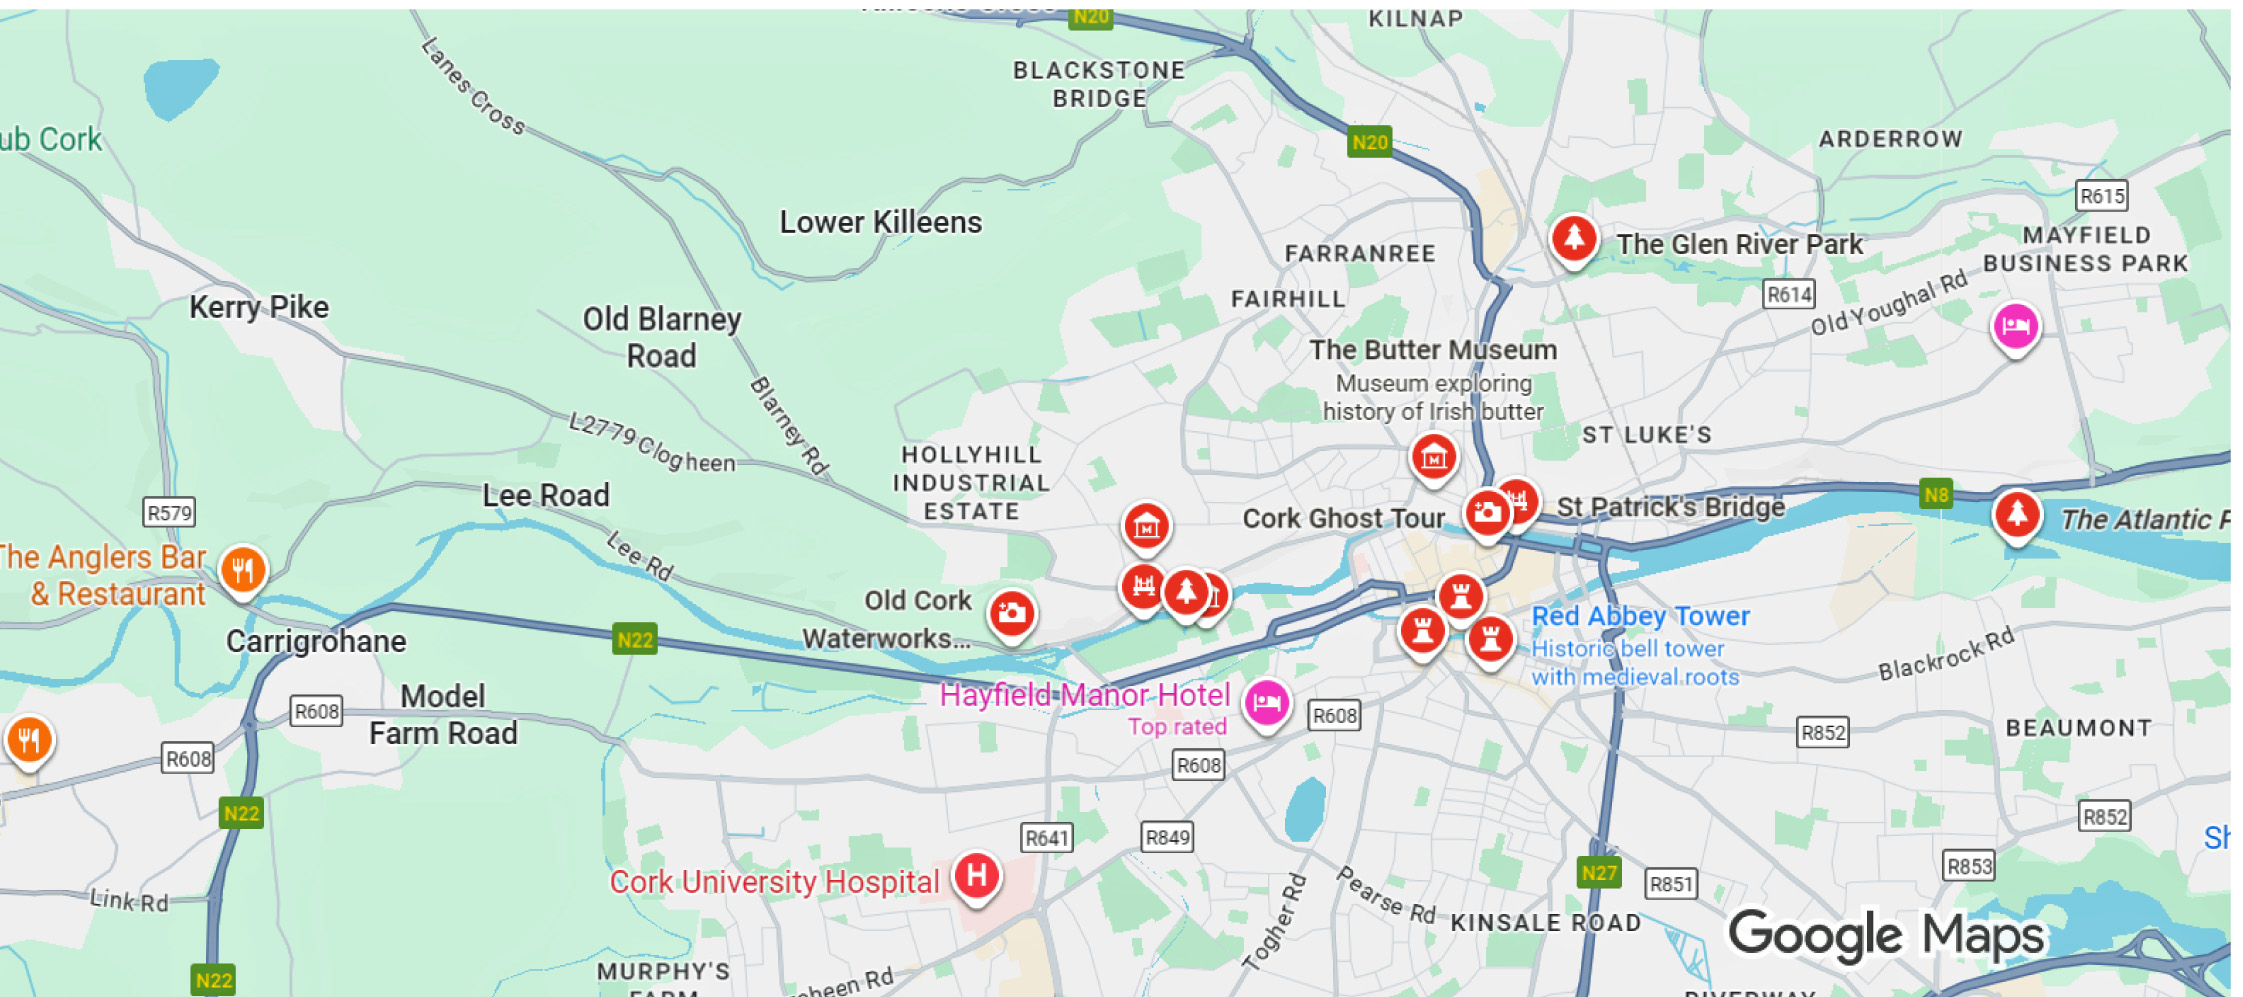 N20
KILNAP
BLACKSTONE
BRIDGE
Lanes Cross
ub Cork
N20
ARDERROW
R615
Lower Killeens
MAYFIELD
BUSINESS PARK
The Glen River Park
FARRANREE
R614
Old Youghal Rd
FAIRHILL
Kerry Pike
Old Blarney
Road
The Butter Museum
Museum exploring
history of Irish butter
Blarney Rd
L2779 Clogheen
ST LUKE'S
HOLLYHILL
INDUSTRIAL
ESTATE
Lee Road
R579
N8
St Patrick's Bridge
Cork Ghost Tour
The Atlantic P
The Anglers Bar
& Restaurant
Lee Rd
Old Cork
Waterworks...
Carrigrohane
N22
Red Abbey Tower
Historic bell tower
with medieval roots
Blackrock Rd
Hayfield Manor Hotel
Top rated
Model
Farm Road
R608
R608
R852
BEAUMONT
R608
R608
N22
R641
R849
R852
Sh
R853
Cork University Hospital
H
N27
R851
Link Rd
Togher Rd
Pearse Rd
KINSALE ROAD
Google Maps
MURPHY'S
FARM
N22
heen Rd
RIVERWAY